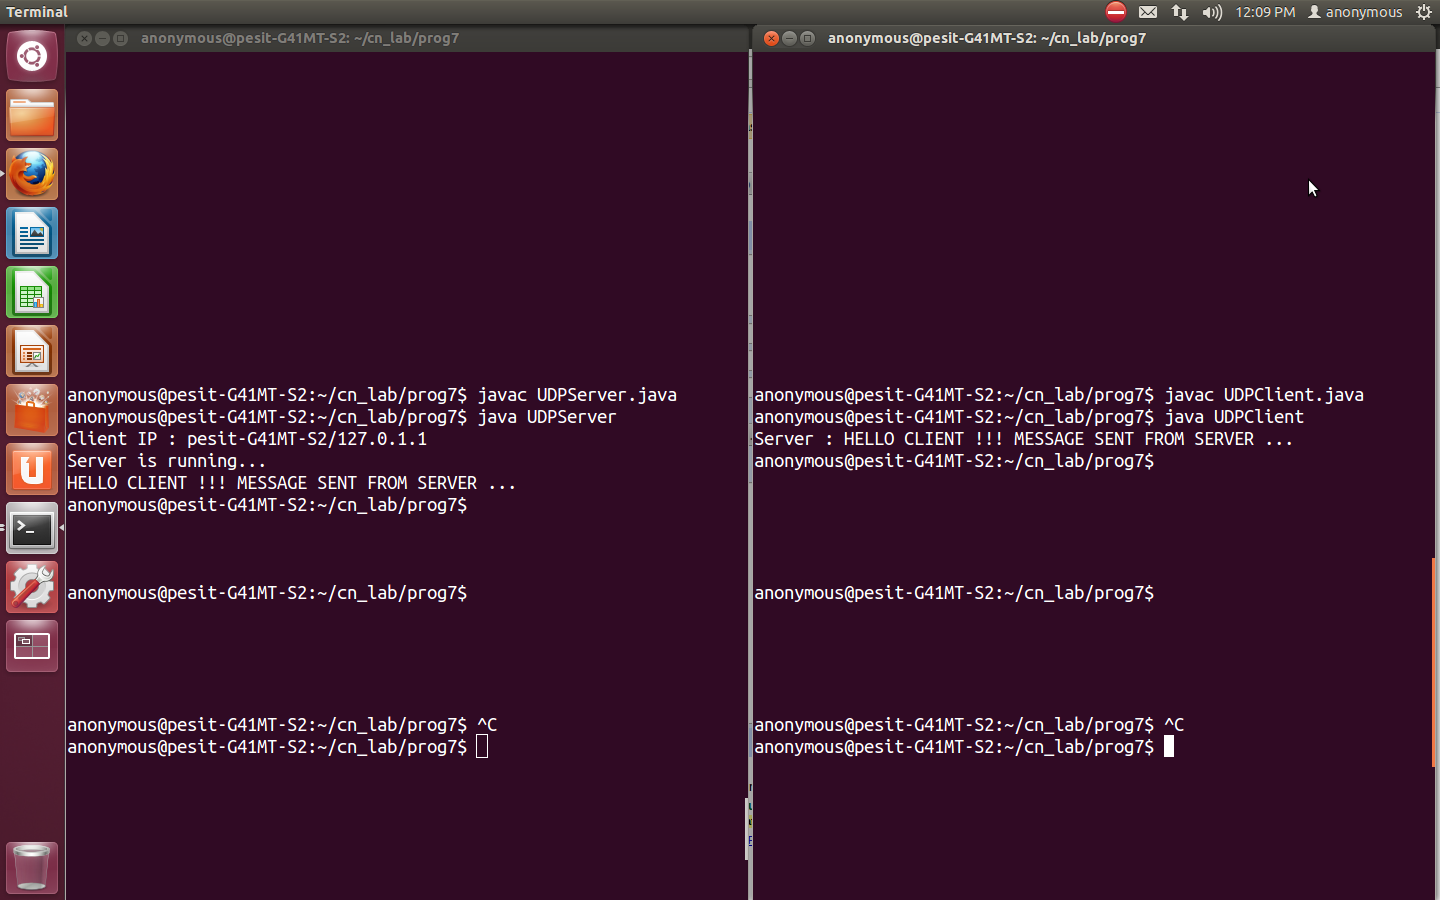 Terminal
12:09 PM anonymous
anonymous@pesit-G41MT-S2: ~/cn_lab/prog7
anonymous@pesit-G41MT-S2:~/cn_lab/prog7$ javac UDPServer.java
anonymous@pesit-G41MT-S2:~/cn_lab/prog7$ java UDPServer
Client IP : pesit-G41MT-S2/127.0.1.1
Server is running...
HELLO CLIENT !!! MESSAGE SENT FROM SERVER ...
anonymous@pesit-G41MT-S2:~/cn_lab/prog7$
anonymous@pesit-G41MT-S2:~/cn_lab/prog7$
anonymous@pesit-G41MT-S2:~/cn_lab/prog7$ ^C
anonymous@pesit-G41MT-S2:~/cn_lab/prog7$
anonymous@pesit-G41MT-S2: ~/cn_lab/prog7
anonymous@pesit-G41MT-S2:~/cn_lab/prog7$ javac UDPClient.java
anonymous@pesit-G41MT-S2:~/cn_lab/prog7$ java UDPClient
Server : HELLO CLIENT !!! MESSAGE SENT FROM SERVER ...
anonymous@pesit-G41MT-S2:~/cn_lab/prog7$
anonymous@pesit-G41MT-S2:~/cn_lab/prog7$
anonymous@pesit-G41MT-S2:~/cn_lab/prog7$ ^C
anonymous@pesit-G41MT-S2:~/cn_lab/prog7$